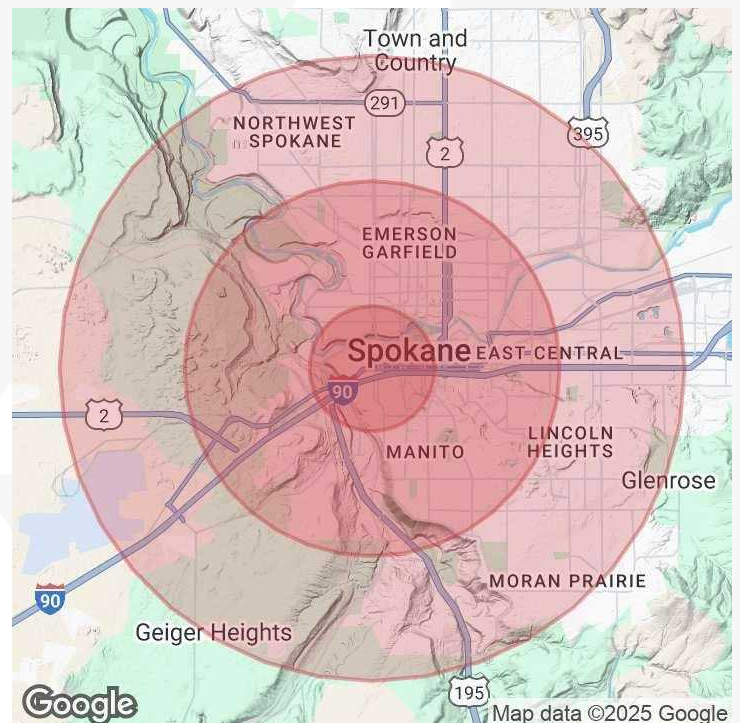 Town and
Country
291
NORTHWEST
SPOKANE
395
2
EMERSON
GARFIELD
Spokane
EAST CENTRAL
90
2
MANITO
LINCOLN
HEIGHTS
Glenrose
MORAN PRAIRIE
90
Geiger Heights
195
Google
Map data ©2025 Google